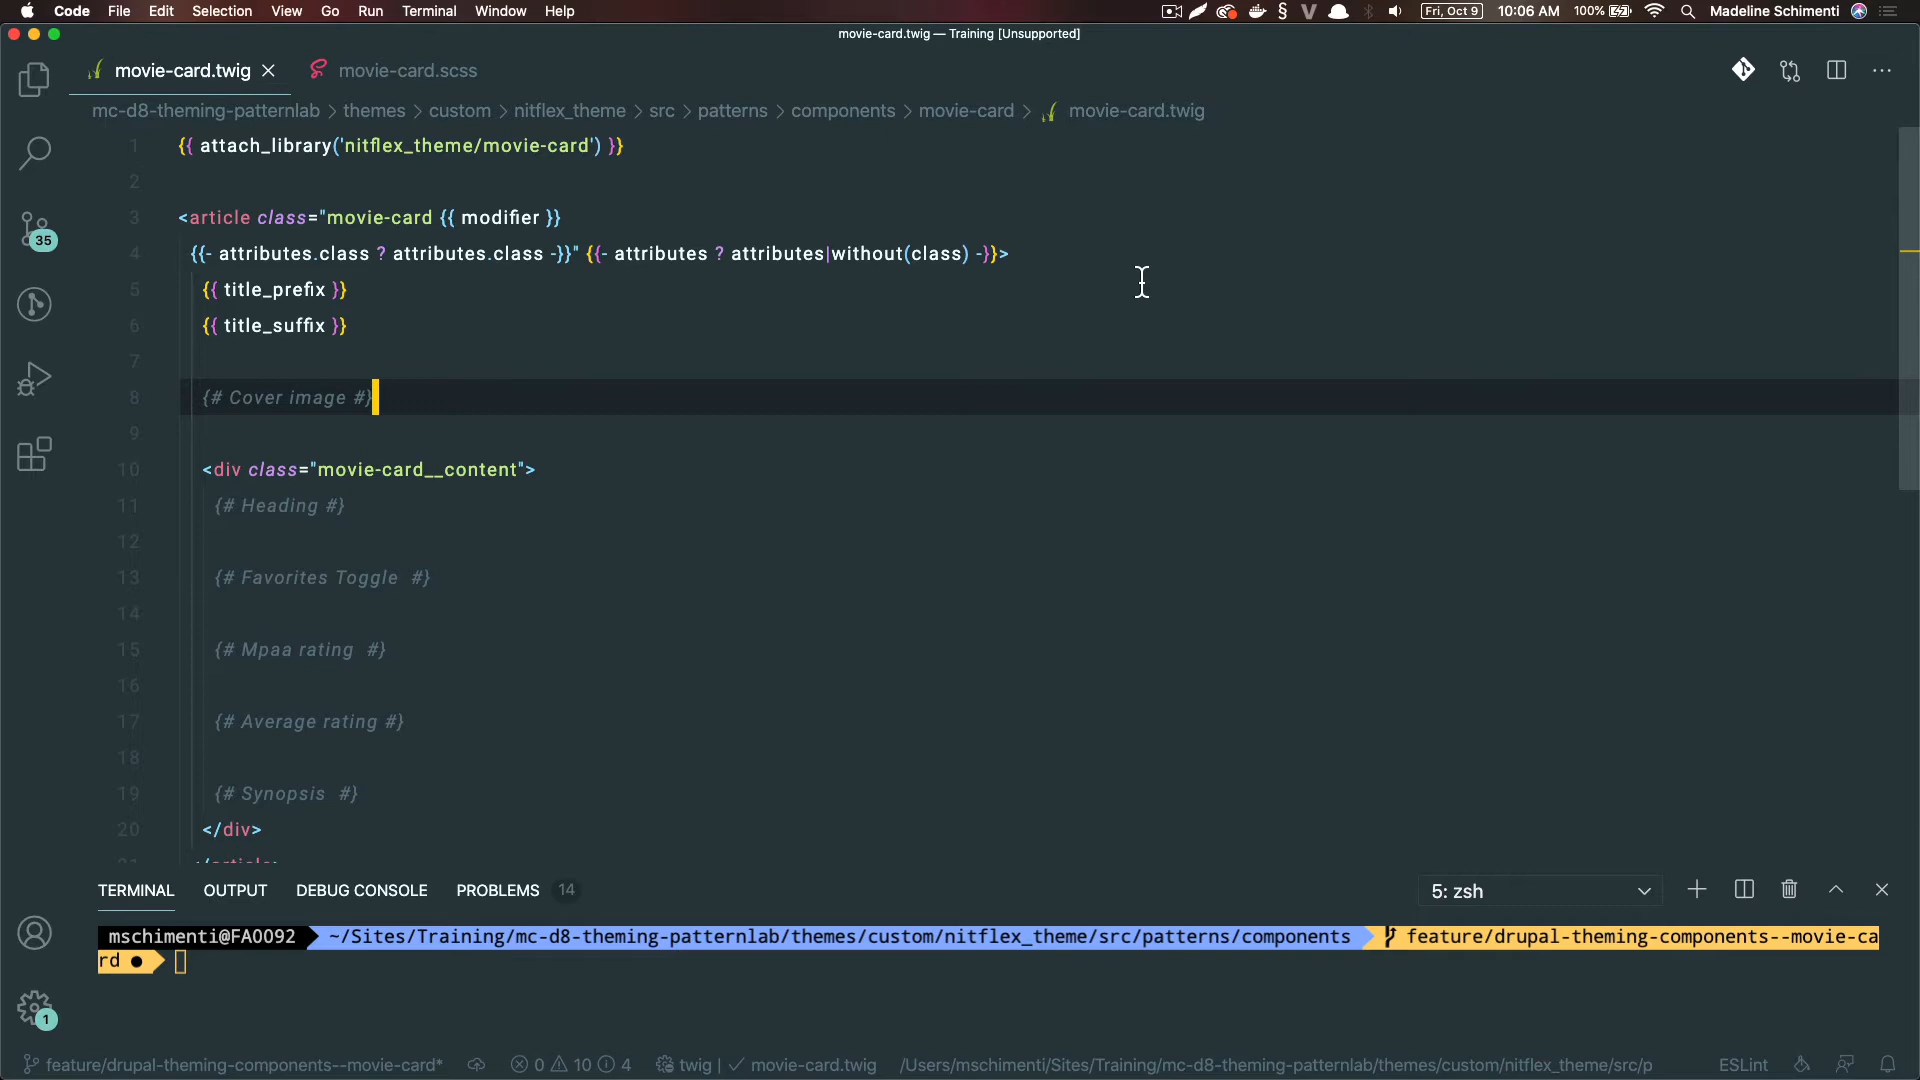 Code File Edit Selection View Go Run Terminal Window Help Fri, Oct 9 10:06 AM 100% Madeline Schimenti
movie-card.twig — Training [Unsupported]
movie-card.twig movie-card.scss
mc-d8-theming-patternlab > themes > custom > nitflex_theme > src > patterns > components > movie-card > movie-card.twig
1 {{ attach_library('nitflex_theme/movie-card') }}
2
3 <article class="movie-card {{ modifier }}
4 {{- attributes.class ? attributes.class -}}" {{- attributes ? attributes|without(class) -}}>
5 {{ title_prefix }}
6 {{ title_suffix }}
7
8 {# Cover image #}
9
10 <div class="movie-card__content">
11 {# Heading #}
12
13 {# Favorites Toggle  #}
14
15 {# Mpaa rating  #}
16
17 {# Average rating #}
18
19 {# Synopsis  #}
20 </div>
21 </article>
35
TERMINAL OUTPUT DEBUG CONSOLE PROBLEMS 14 5: zsh
mschimenti@FA0092 ~/Sites/Training/mc-d8-theming-patternlab/themes/custom/nitflex_theme/src/patterns/components feature/drupal-theming-components--movie-ca
rd ●
1
feature/drupal-theming-components--movie-card* 0 10 4 twig | ✓ movie-card.twig /Users/mschimenti/Sites/Training/mc-d8-theming-patternlab/themes/custom/nitflex_theme/src/p ESLint